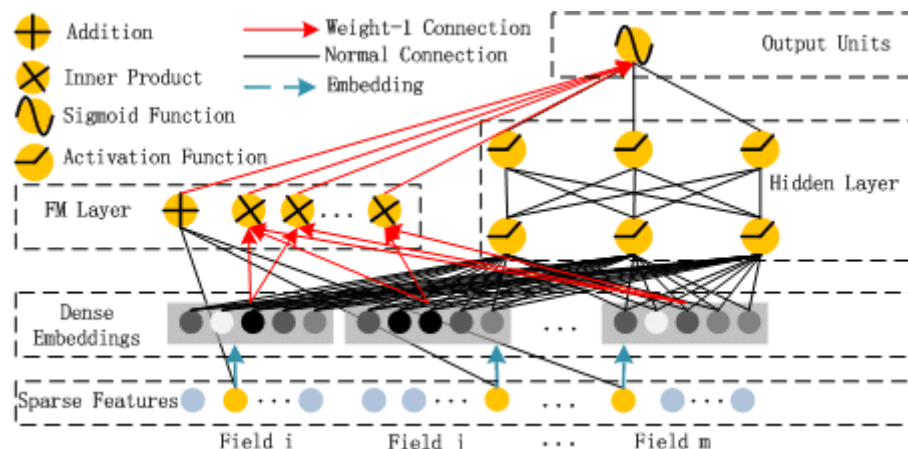 Addition
Weight-1 Connection
Output Units
Normal Connection
Inner Product
Embedding
Sigmoid Function
Activation Function
Hidden Layer
FM Layer
...
Dense
Embeddings
...
Sparse Features
... ... ... ...
Field i Field j ... Field m